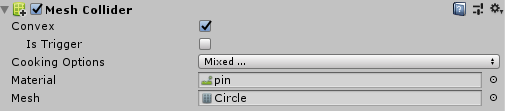 Mesh Collider
Convex
Is Trigger
Cooking Options Mixed ...
Material pin
Mesh Circle